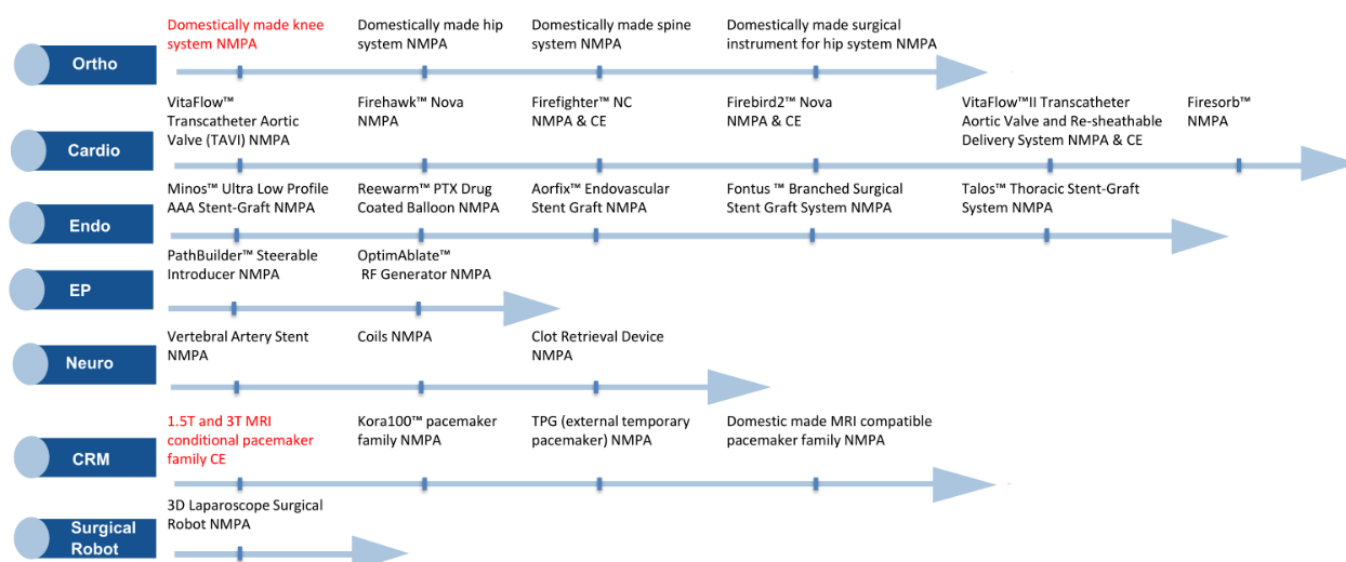 Ortho
Domestically made knee
system NMPA
Domestically made hip
system NMPA
Domestically made spine
system NMPA
Domestically made surgical
instrument for hip system NMPA
Cardio
VitaFlow™
Transcatheter Aortic
Valve (TAVI) NMPA
Firehawk™ Nova
NMPA
Firefighter™ NC
NMPA & CE
Firebird2™ Nova
NMPA & CE
VitaFlow™II Transcatheter
Aortic Valve and Re-sheathable
Delivery System NMPA & CE
Firesorb™
NMPA
Endo
Minos™ Ultra Low Profile
AAA Stent-Graft NMPA
Reewarm™ PTX Drug
Coated Balloon NMPA
Aorfix™ Endovascular
Stent Graft NMPA
Fontus ™ Branched Surgical
Stent Graft System NMPA
Talos™ Thoracic Stent-Graft
System NMPA
EP
PathBuilder™ Steerable
Introducer NMPA
OptimAblate™
RF Generator NMPA
Neuro
Vertebral Artery Stent
NMPA
Coils NMPA
Clot Retrieval Device
NMPA
CRM
1.5T and 3T MRI
conditional pacemaker
family CE
Kora100™ pacemaker
family NMPA
TPG (external temporary
pacemaker) NMPA
Domestic made MRI compatible
pacemaker family NMPA
Surgical
Robot
3D Laparoscope Surgical
Robot NMPA